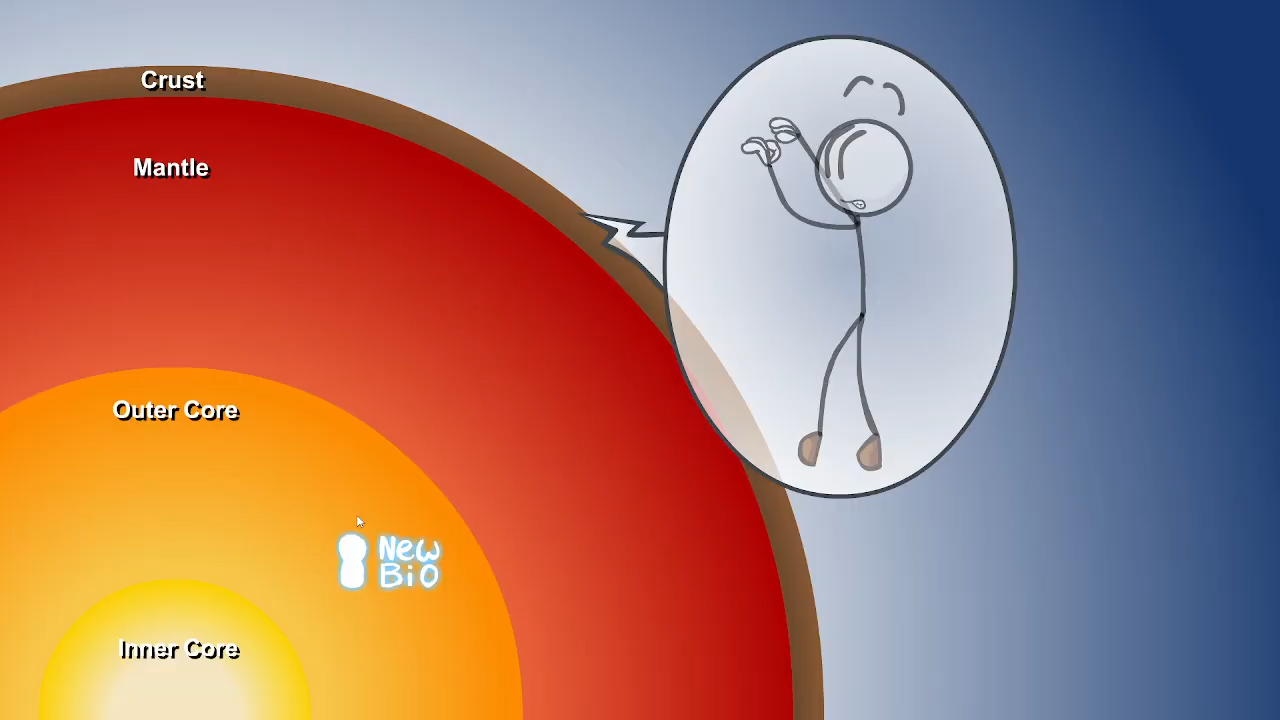 Crust
Mantle
Outer Core
New
Bio
Inner Core